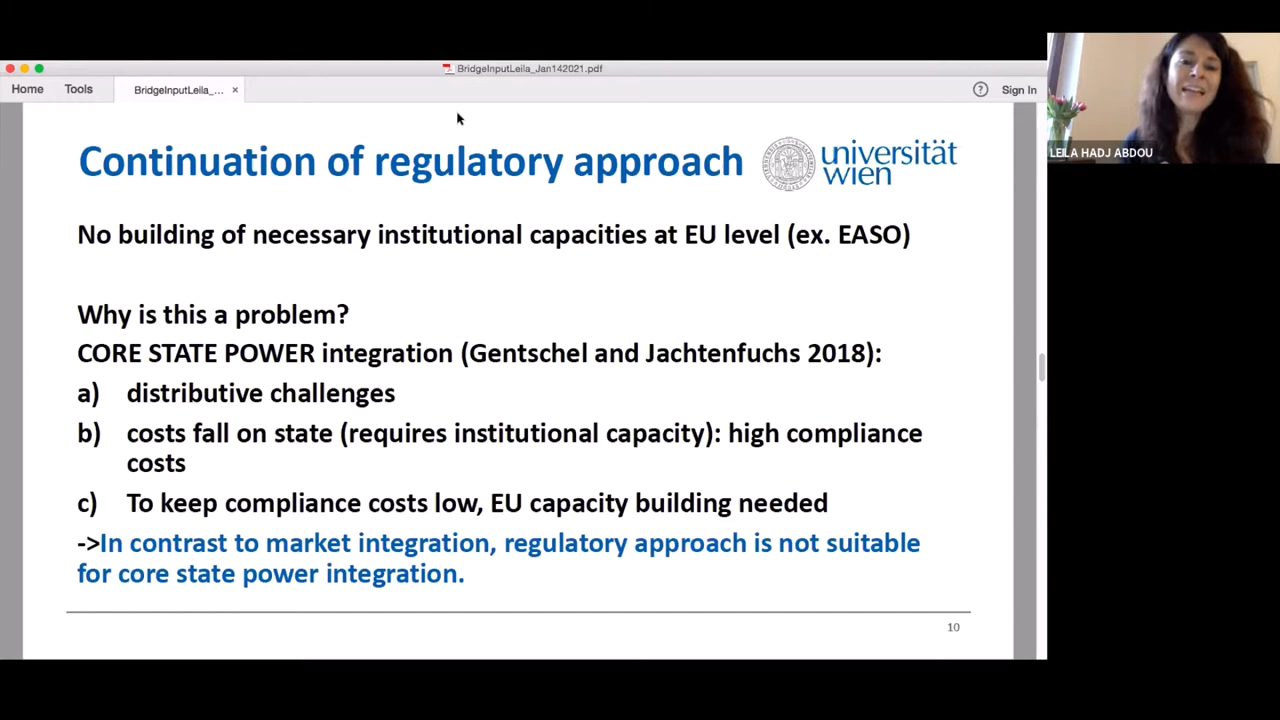 BridgeInputLeila_Jan142021.pdf
Home Tools BridgeInputLeila_... × ? Sign In
Continuation of regulatory approach
universität
wien
No building of necessary institutional capacities at EU level (ex. EASO)
Why is this a problem?
CORE STATE POWER integration (Gentschel and Jachtenfuchs 2018):
a) distributive challenges
b) costs fall on state (requires institutional capacity): high compliance
costs
c) To keep compliance costs low, EU capacity building needed
->In contrast to market integration, regulatory approach is not suitable
for core state power integration.
10
LEILA HADJ ABDOU